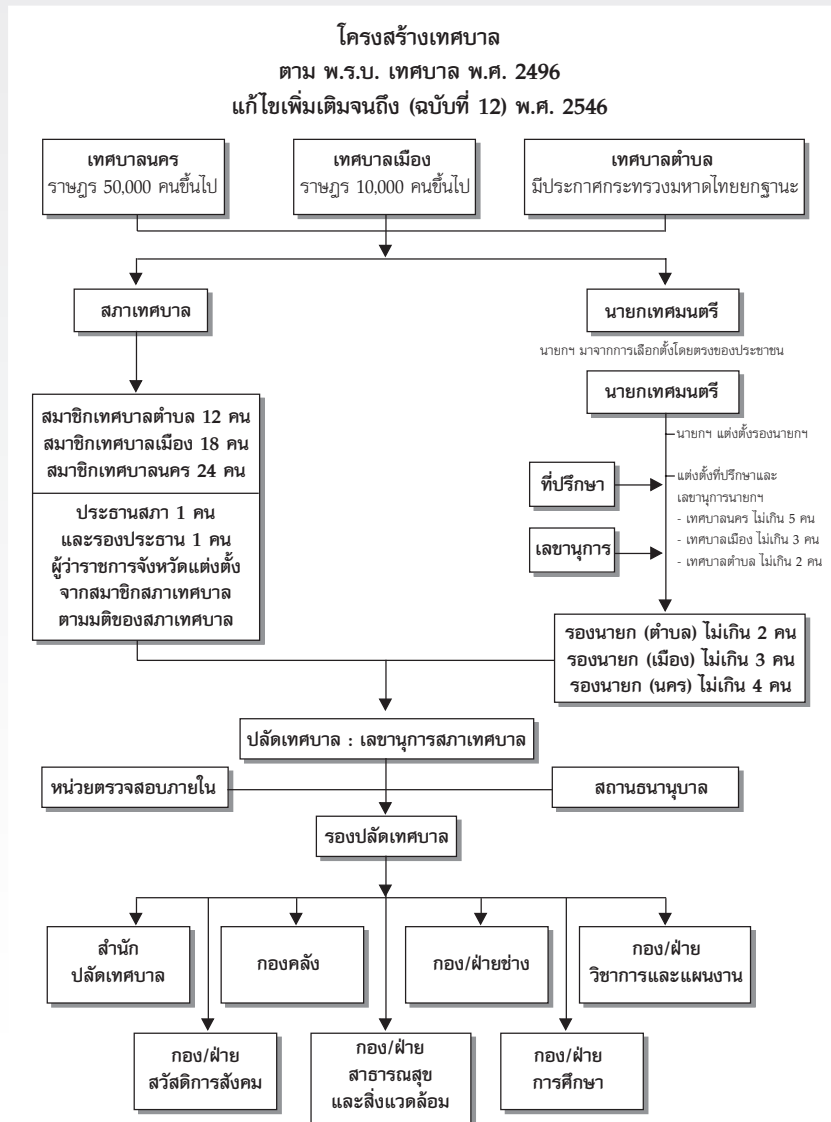 โครงสร้างเทศบาล
ตาม พ.ร.บ. เทศบาล พ.ศ. 2496
แก้ไขเพิ่มเติมจนถึง (ฉบับที่ 12) พ.ศ. 2546
เทศบาลนคร
ราษฎร 50,000 คนขึ้นไป
เทศบาลเมือง
ราษฎร 10,000 คนขึ้นไป
เทศบาลตำบล
มีประกาศกระทรวงมหาดไทยยกฐานะ
สภาเทศบาล
นายกเทศมนตรี
นายกฯ มาจากการเลือกตั้งโดยตรงของประชาชน
สมาชิกเทศบาลตำบล 12 คน
สมาชิกเทศบาลเมือง 18 คน
สมาชิกเทศบาลนคร 24 คน
ประธานสภา 1 คน
และรองประธาน 1 คน
ผู้ว่าราชการจังหวัดแต่งตั้ง
จากสมาชิกสภาเทศบาล
ตามมติของสภาเทศบาล
นายกเทศมนตรี
นายกฯ แต่งตั้งรองนายกฯ
ที่ปรึกษา
เลขานุการ
แต่งตั้งที่ปรึกษาและ
เลขานุการนายกฯ
- เทศบาลนคร ไม่เกิน 5 คน
- เทศบาลเมือง ไม่เกิน 3 คน
- เทศบาลตำบล ไม่เกิน 2 คน
รองนายก (ตำบล) ไม่เกิน 2 คน
รองนายก (เมือง) ไม่เกิน 3 คน
รองนายก (นคร) ไม่เกิน 4 คน
ปลัดเทศบาล : เลขานุการสภาเทศบาล
หน่วยตรวจสอบภายใน
สถานธนานุบาล
รองปลัดเทศบาล
สำนัก
ปลัดเทศบาล
กองคลัง
กอง/ฝ่ายช่าง
กอง/ฝ่าย
วิชาการและแผนงาน
กอง/ฝ่าย
สวัสดิการสังคม
กอง/ฝ่าย
สาธารณสุข
และสิ่งแวดล้อม
กอง/ฝ่าย
การศึกษา